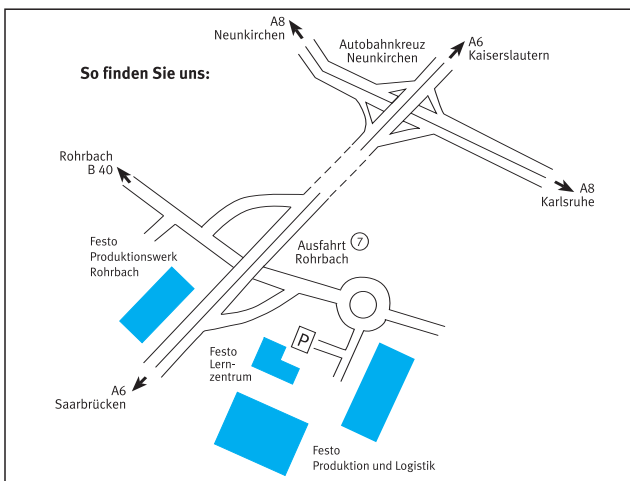 A8
Neunkirchen
Autobahnkreuz
Neunkirchen
A6
Kaiserslautern
So finden Sie uns:
Rohrbach
B 40
A8
Karlsruhe
Ausfahrt 7
Rohrbach
Festo
Produktionswerk
Rohrbach
P
Festo
Lern-
zentrum
A6
Saarbrücken
Festo
Produktion und Logistik